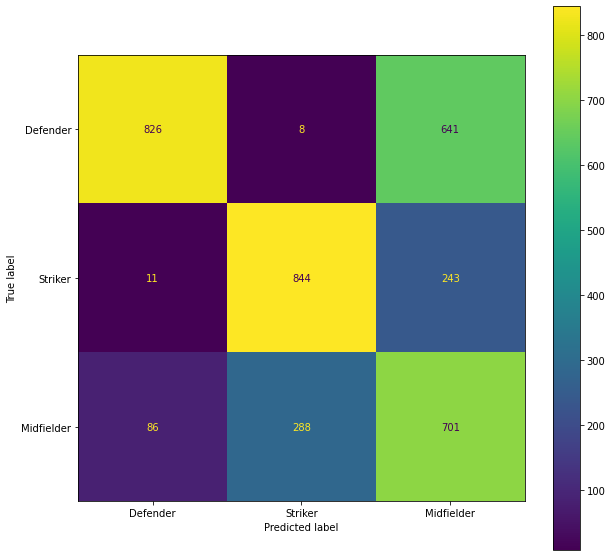 Defender 826 8 641
Striker 11 844 243
Midfielder 86 288 701
Defender Striker Midfielder
Predicted label
True label
800
700
600
500
400
300
200
100